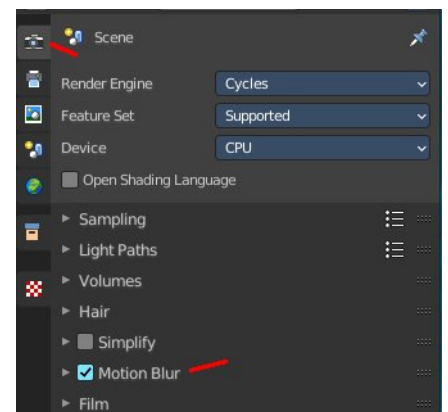 Scene
Render Engine Cycles
Feature Set Supported
Device CPU
Open Shading Language
Sampling
Light Paths
Volumes
Hair
Simplify
Motion Blur
Film